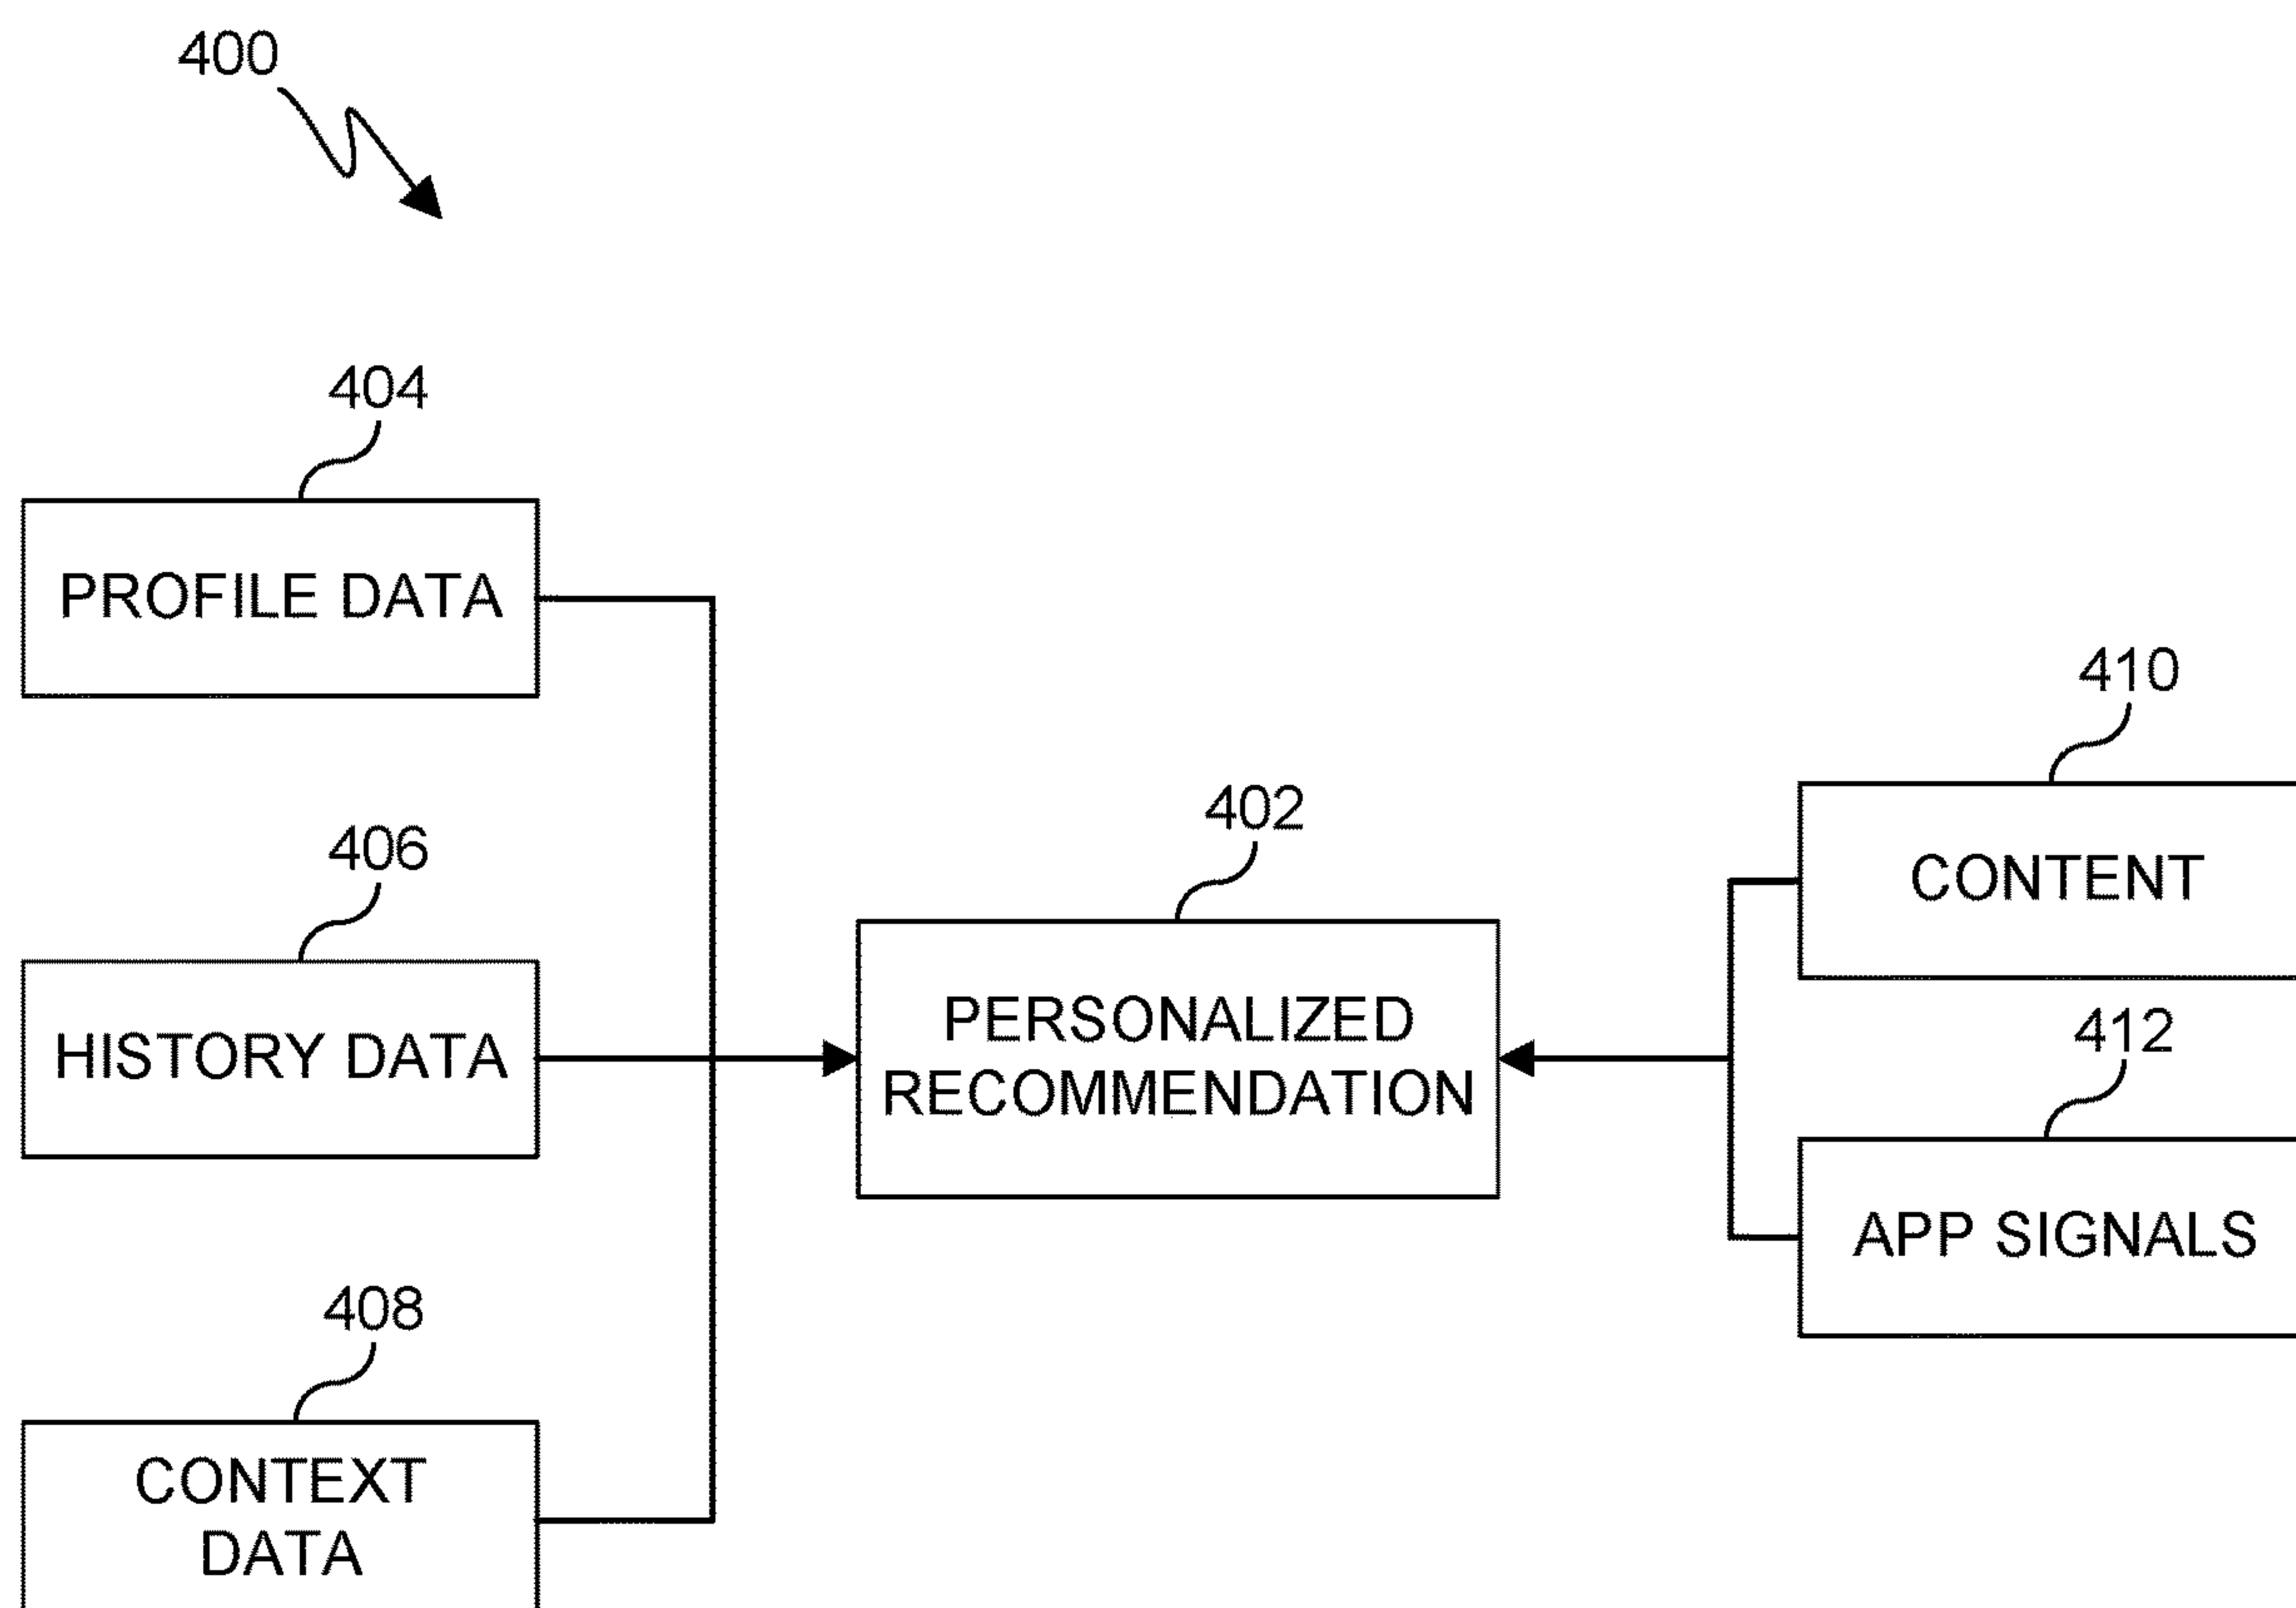 400
404
PROFILE DATA
406
HISTORY DATA
408
CONTEXT
DATA
402
PERSONALIZED
RECOMMENDATION
410
CONTENT
412
APP SIGNALS